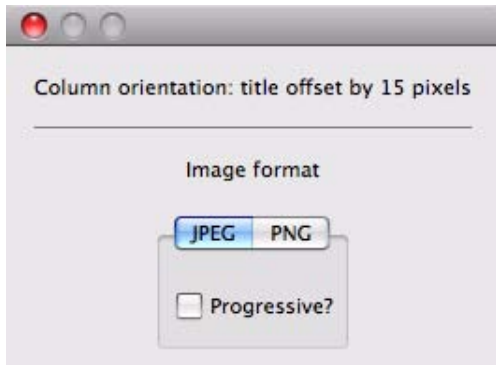 Column orientation: title offset by 15 pixels
Image format
JPEG PNG
Progressive?